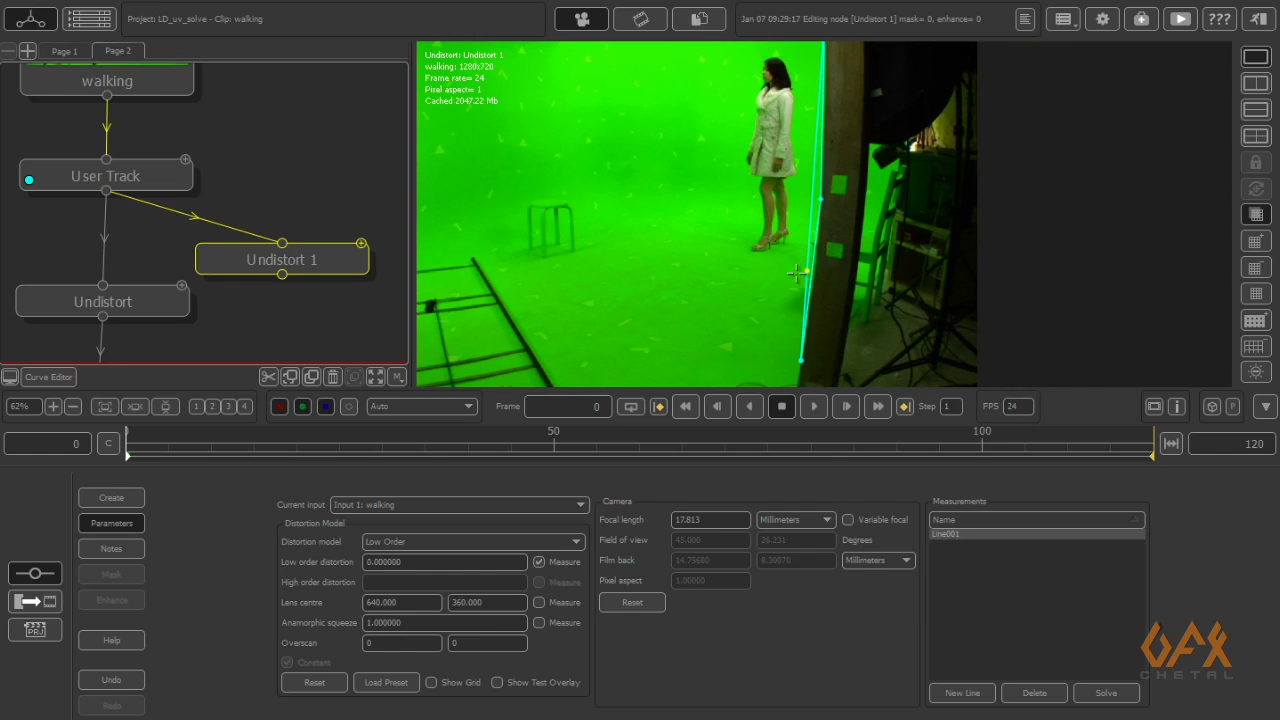 Project: LD_uv_solve - Clip: walking
Jan 07 09:29:17 Editing node [Undistort 1] mask= 0, enhance= 0
???
Page 1
Page 2
walking
User Track
Undistort 1
Undistort
Undistort: Undistort 1
walking: 1280x720
Frame rate= 24
Pixel aspect= 1
Cached 2047.22 Mb
Curve Editor
M
62%
1 2 3 4
Auto
Frame 0
Step 1
FPS 24
P
0
C
0
50
100
120
Create
Parameters
Notes
Mask
Enhance
Help
Undo
Redo
PRJ
Current input Input 1: walking
Distortion Model
Distortion model Low Order
Low order distortion 0.000000 Measure
High order distortion Measure
Lens centre 640.000 360.000 Measure
Anamorphic squeeze 1.000000 Measure
Overscan 0 0
Constant
Reset Load Preset Show Grid Show Test Overlay
Camera
Focal length 17.813 Millimeters Variable focal
Field of view 45.000 26.231 Degrees
Film back 14.75680 8.30070 Millimeters
Pixel aspect 1.00000
Reset
Measurements
Name
Line001
New Line Delete Solve
GFX
CHETAL